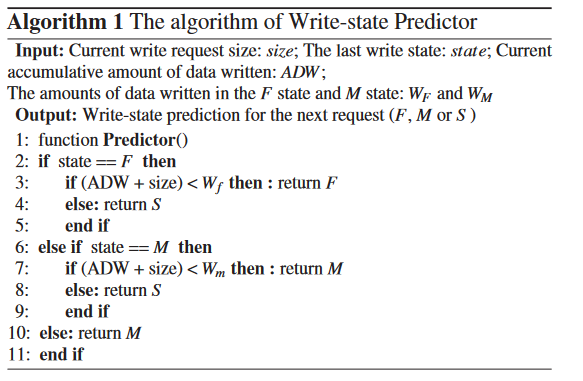 Algorithm 1 The algorithm of Write-state Predictor
Input: Current write request size: size; The last write state: state; Current
accumulative amount of data written: ADW;
The amounts of data written in the F state and M state: W_F and W_M
Output: Write-state prediction for the next request (F, M or S )
1: function Predictor()
2: if state == F then
3: if (ADW + size) < W_f then : return F
4: else: return S
5: end if
6: else if state == M then
7: if (ADW + size) < W_m then : return M
8: else: return S
9: end if
10: else: return M
11: end if